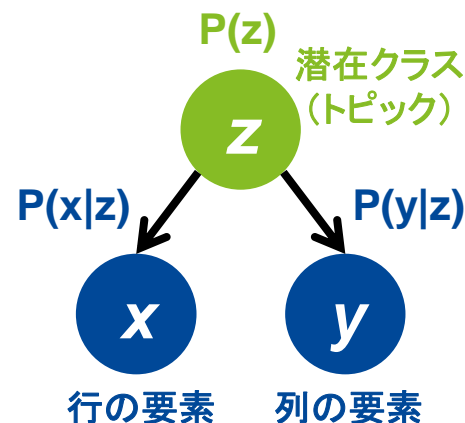 P(z)
潜在クラス
（トピック）
z
P(x|z)
P(y|z)
x
y
行の要素
列の要素